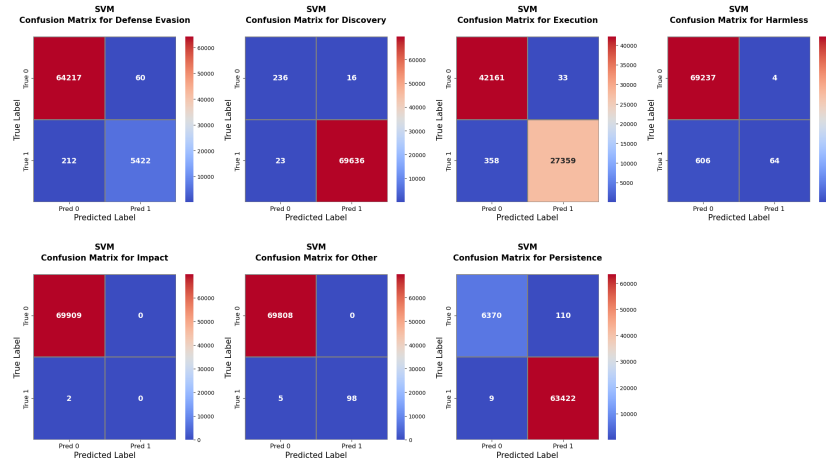 SVM
Confusion Matrix for Defense Evasion
True Label
True 0
True 1
64217
60
212
5422
Pred 0
Pred 1
Predicted Label
60000
50000
40000
30000
20000
10000
SVM
Confusion Matrix for Discovery
True Label
True 0
True 1
236
16
23
69636
Pred 0
Pred 1
Predicted Label
60000
50000
40000
30000
20000
10000
SVM
Confusion Matrix for Execution
True Label
True 0
True 1
42161
33
358
27359
Pred 0
Pred 1
Predicted Label
40000
35000
30000
25000
20000
15000
10000
5000
SVM
Confusion Matrix for Harmless
True Label
True 0
True 1
69237
4
606
64
Pred 0
Pred 1
Predicted Label
SVM
Confusion Matrix for Impact
True Label
True 0
True 1
69909
0
2
0
Pred 0
Pred 1
Predicted Label
60000
50000
40000
30000
20000
10000
0
SVM
Confusion Matrix for Other
True Label
True 0
True 1
69808
0
5
98
Pred 0
Pred 1
Predicted Label
60000
50000
40000
30000
20000
10000
0
SVM
Confusion Matrix for Persistence
True Label
True 0
True 1
6370
110
9
63422
Pred 0
Pred 1
Predicted Label
60000
50000
40000
30000
20000
10000